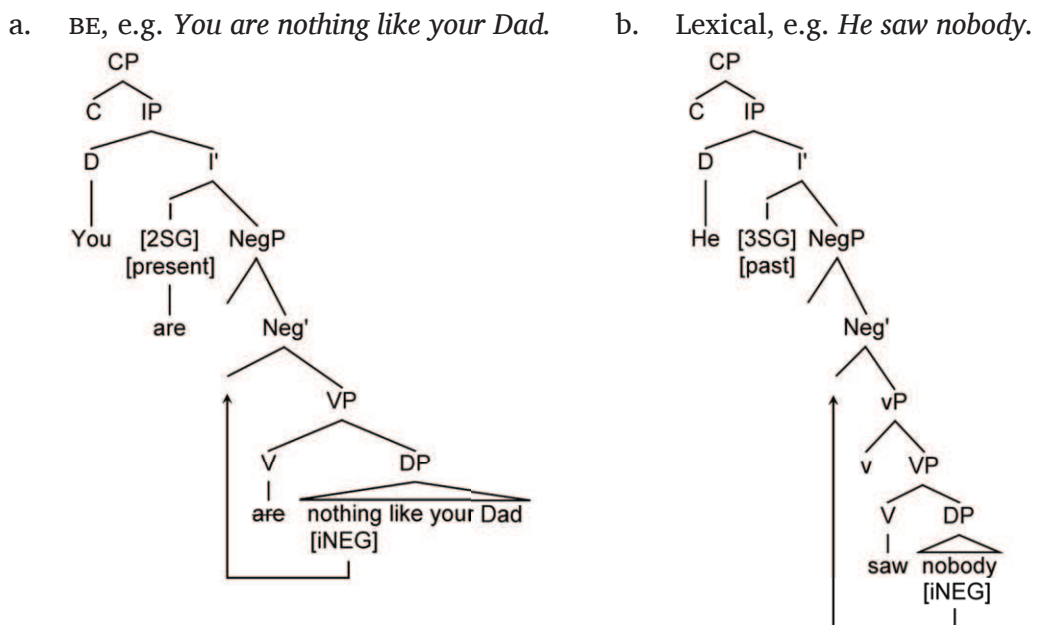 a. BE, e.g. You are nothing like your Dad.
CP
C IP
D I'
You [2SG] NegP
[present]
are Neg'
VP
V DP
are nothing like your Dad
[iNEG]
b. Lexical, e.g. He saw nobody.
CP
C IP
D I'
He [3SG] NegP
[past]
Neg'
vP
v VP
V DP
saw nobody
[iNEG]